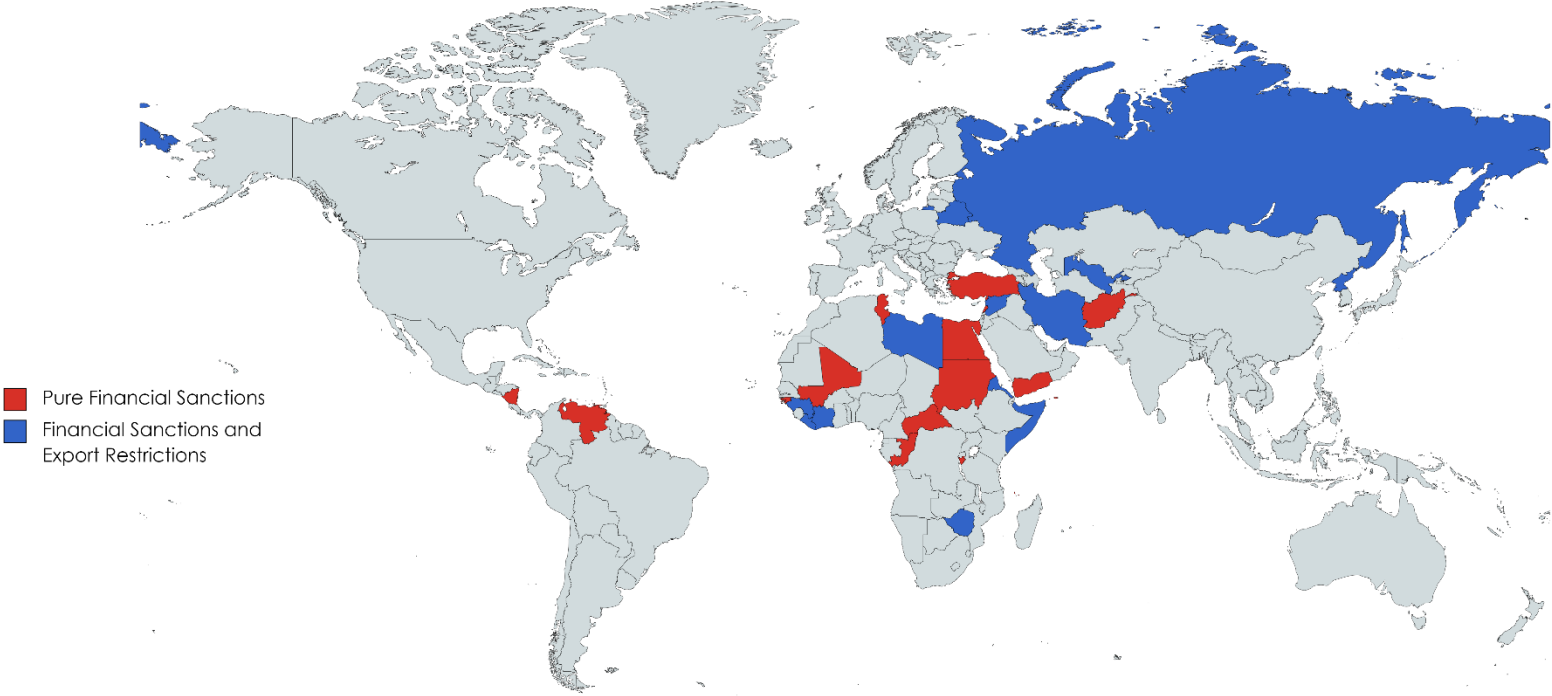 Pure Financial Sanctions
Financial Sanctions and
Export Restrictions